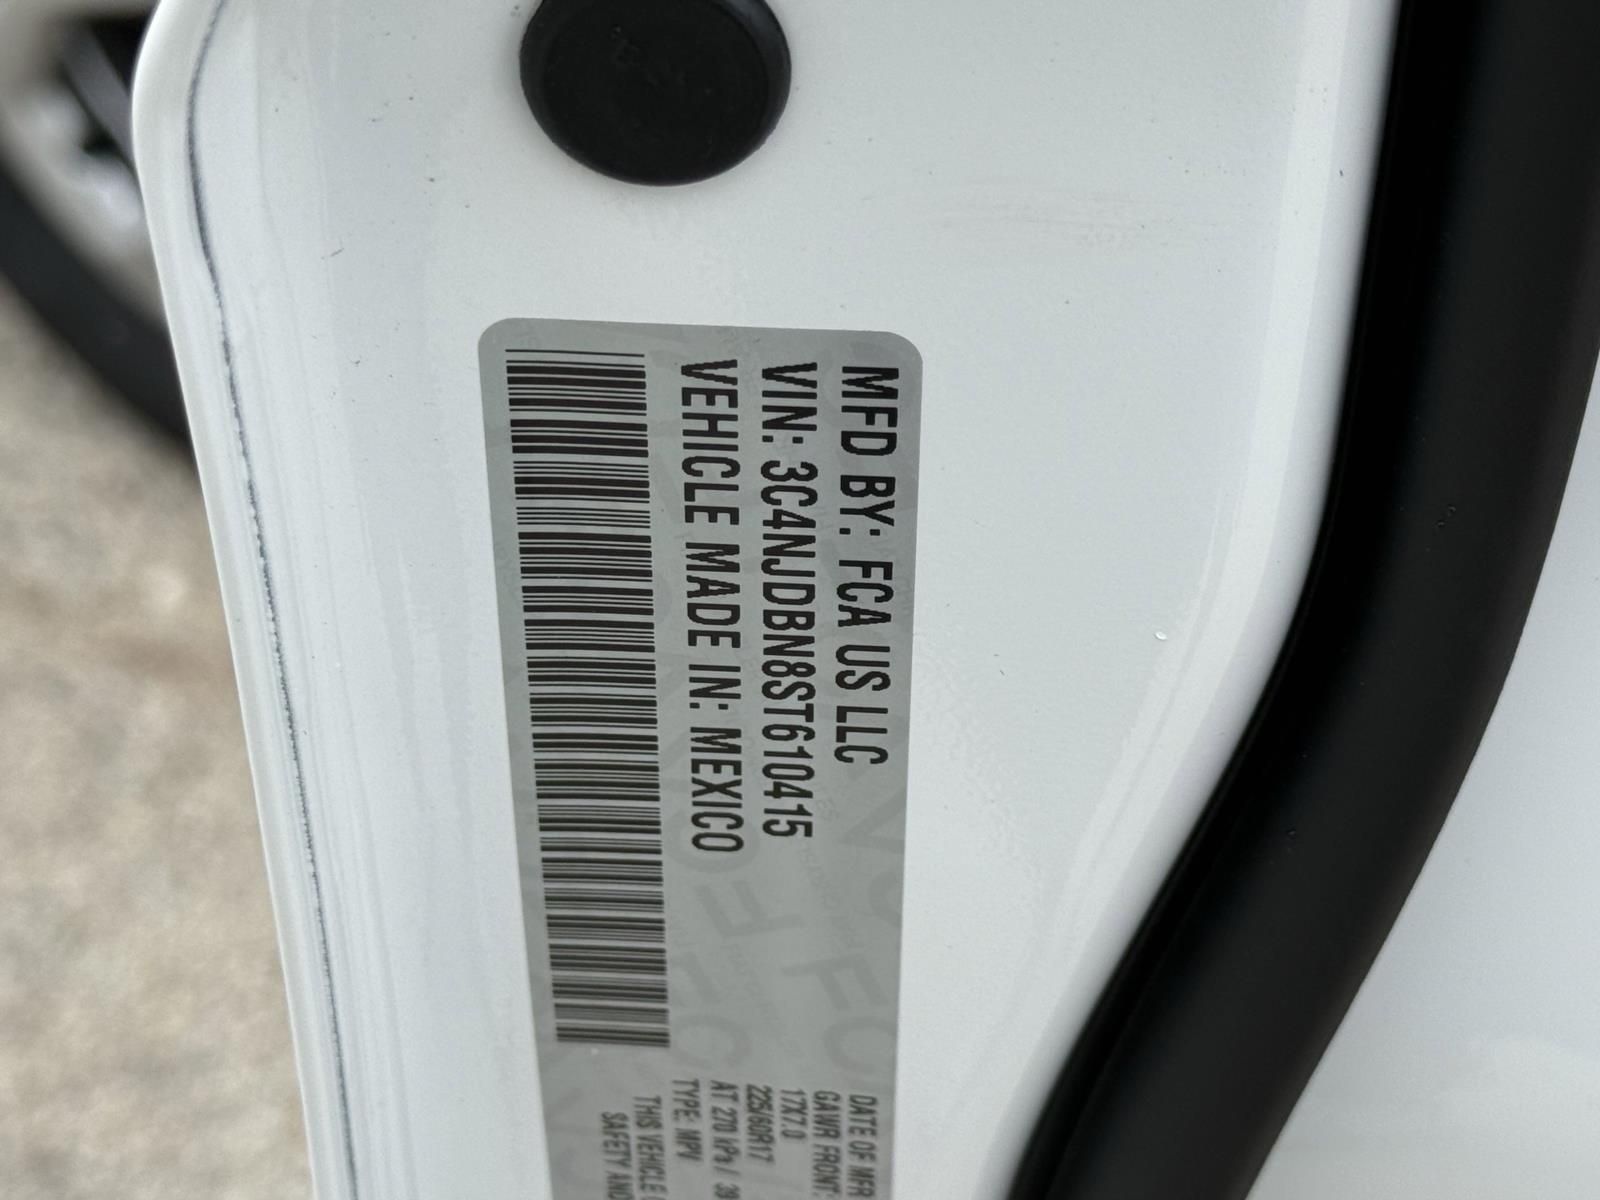 MFD BY: FCA US LLC
VIN: 3C4NJDBN8ST610415
VEHICLE MADE IN: MEXICO
DATE OF MFR
GAWR FRONT:
17X7.0
225/60R17
AT 270 kPa / 39
TYPE: MPV
THIS VEHICLE
SAFETY AND